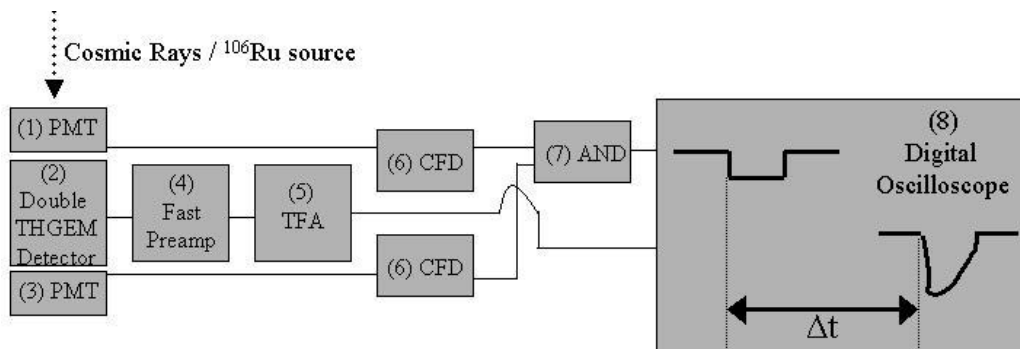 Cosmic Rays / ¹⁰⁶Ru source
(1) PMT
(2)
Double
THGEM
Detector
(3) PMT
(4)
Fast
Preamp
(5)
TFA
(6) CFD
(6) CFD
(7) AND
(8)
Digital
Oscilloscope
Δt